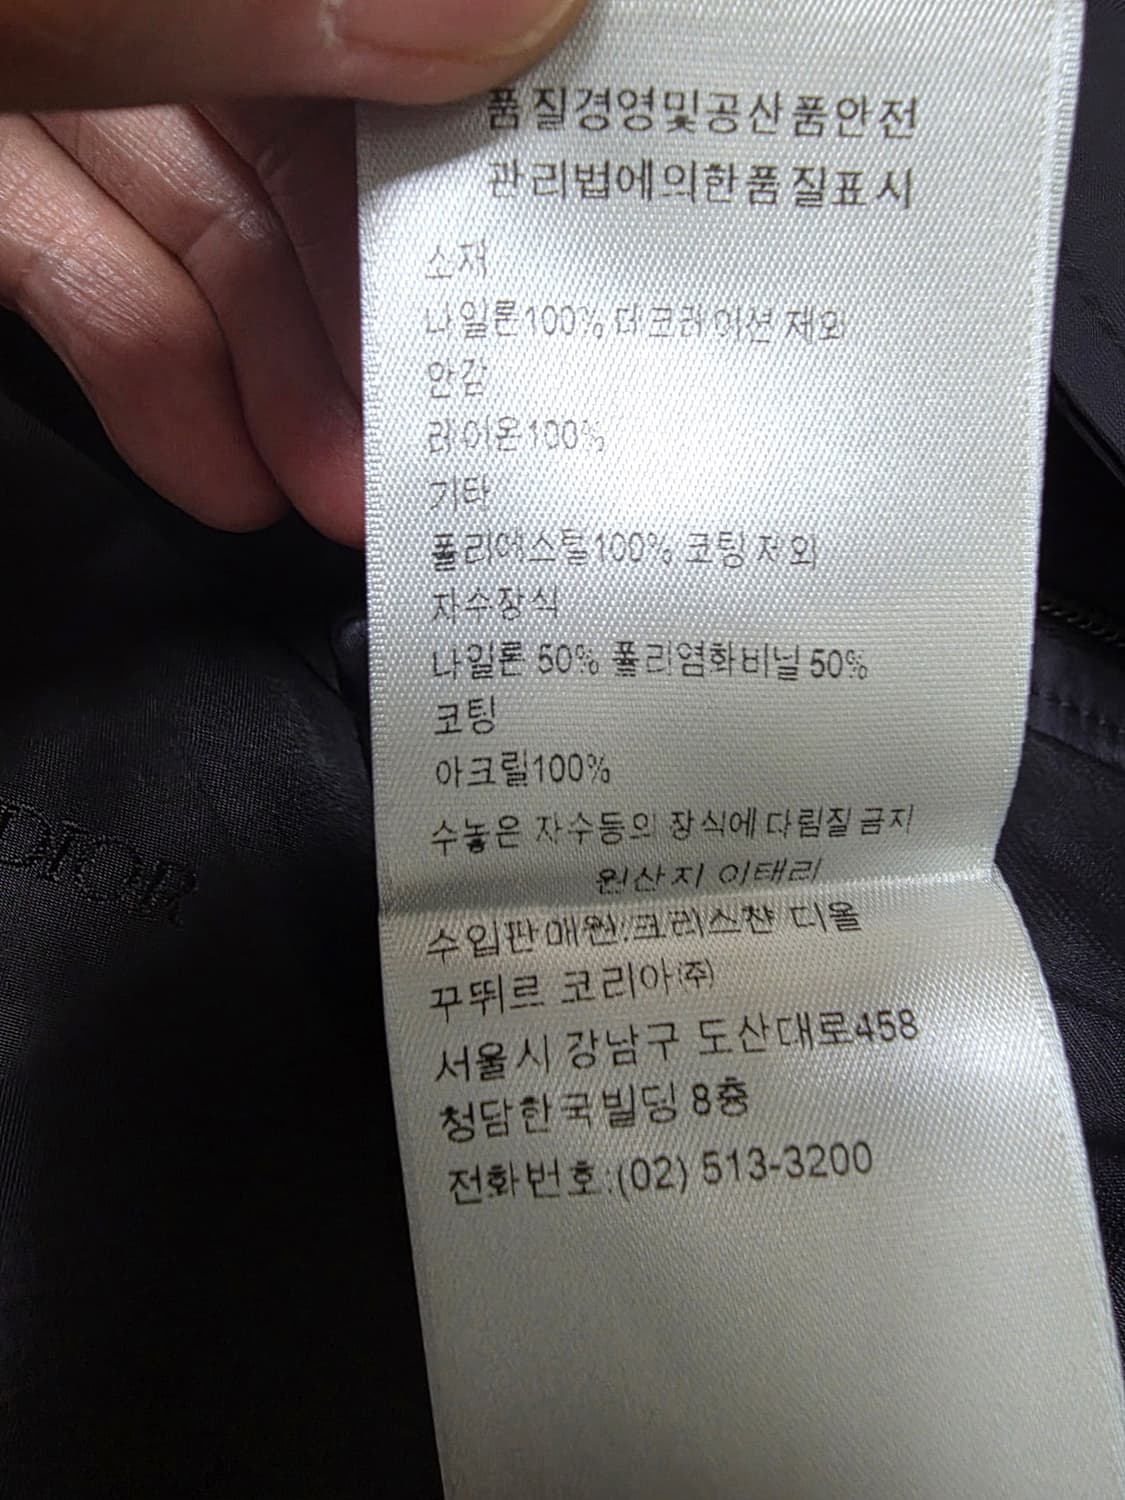 품질경영및공산품안전
관리법에의한품질표시
소재
나일론100% 데코레이션 제외
안감
레이온100%
기타
폴리에스털100% 코팅 제외
자수장식
나일론 50% 폴리염화비닐 50%
코팅
아크릴100%
수놓은 자수등의 장식에 다림질 금지
원산지 이태리
수입판매원:크리스챤 디올
꾸뛰르 코리아㈜
서울시 강남구 도산대로458
청담한국빌딩 8층
전화번호:(02) 513-3200
DIOR